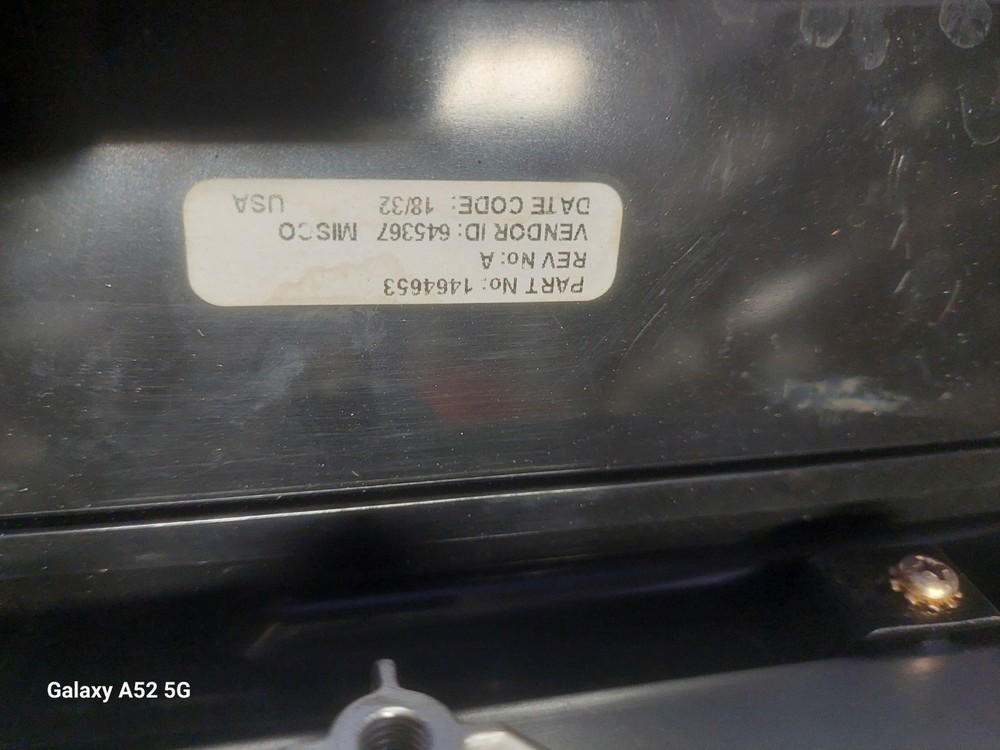 PART No: 1464653
REV No: A
VENDOR ID: 645367 MISCO
DATE CODE: 18/32 USA
Galaxy A52 5G